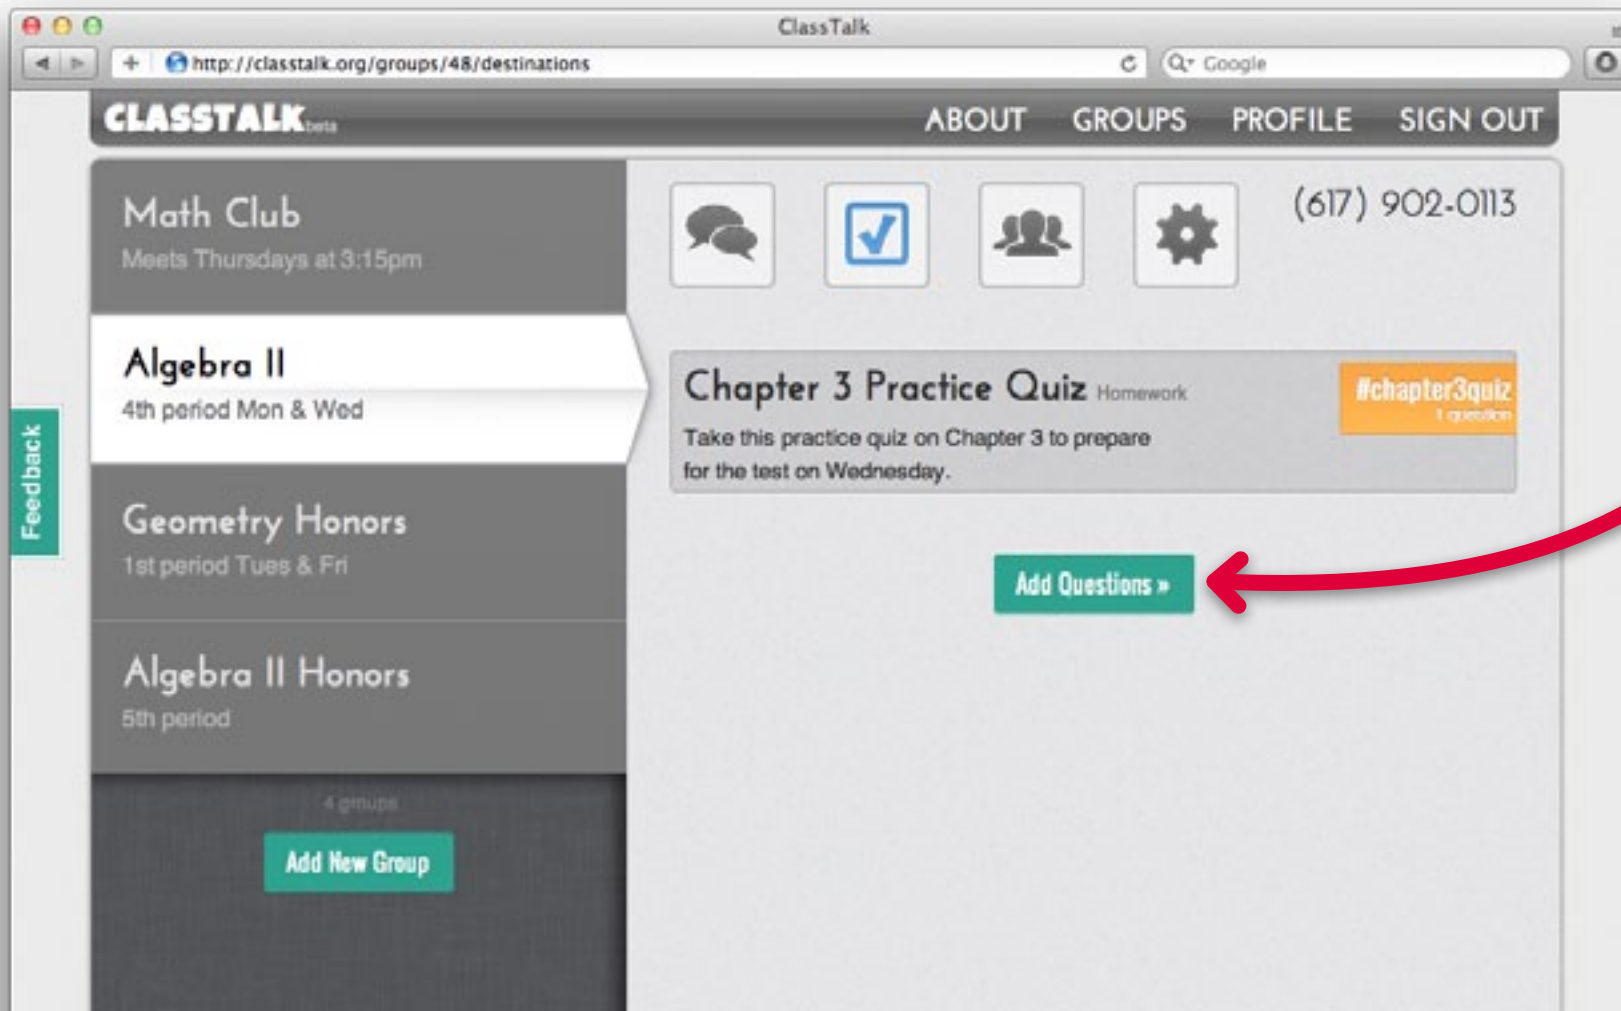 ClassTalk
http://classtalk.org/groups/48/destinations
Google
CLASSTALK beta
ABOUT GROUPS PROFILE SIGN OUT
Math Club
Meets Thursdays at 3:15pm
(617) 902-0113
Algebra II
4th period Mon & Wed
Chapter 3 Practice Quiz Homework
#chapter3quiz
1 question
Take this practice quiz on Chapter 3 to prepare
for the test on Wednesday.
Feedback
Geometry Honors
1st period Tues & Fri
Add Questions »
Algebra II Honors
5th period
4 groups
Add New Group